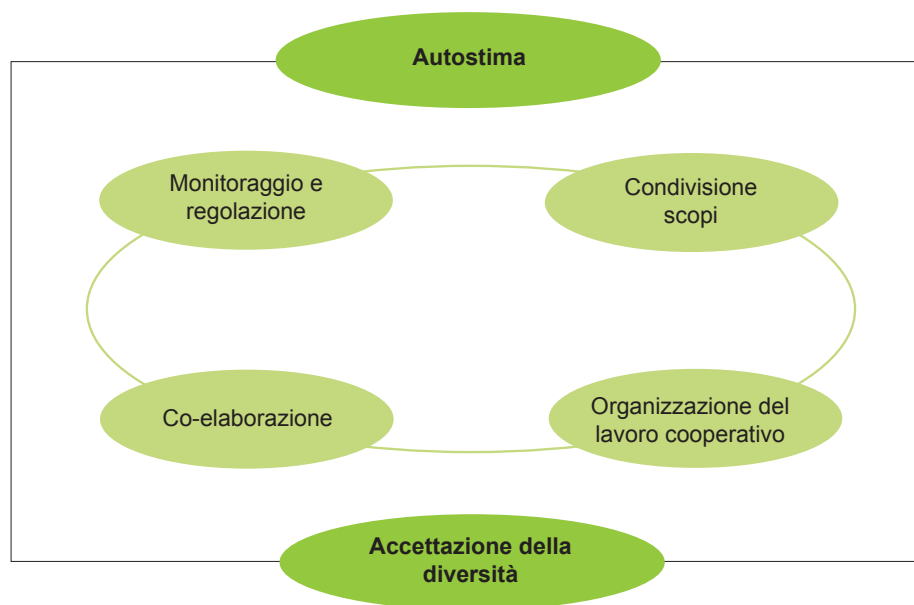 Autostima
Monitoraggio e
regolazione
Condivisione
scopi
Co-elaborazione
Organizzazione del
lavoro cooperativo
Accettazione della
diversità